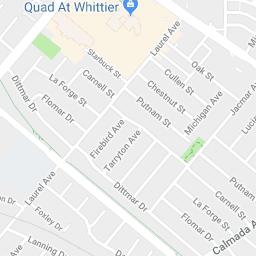 Quad At Whittier
Laurel Ave
Starbuck St
Oak St
Cullen St
La Forge St
Carnell St
Chestnut St
Dittmar Dr
Flomar Dr
Putnam St
Michigan Ave
Jacmar Av
Firebird Ave
Tarryton Ave
Laurel Ave
Dittmar Dr
Putnam
Foxley Dr
Flomar Dr
La Forge St
Carnell St
Lanning Dr
Calmada A